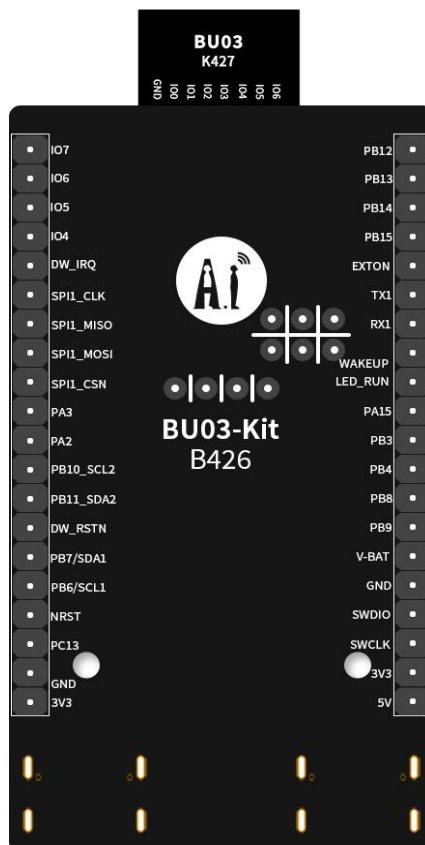 BU03
K427
GND IO0 IO1 IO2 IO3 IO4 IO5 IO6
IO7
IO6
IO5
IO4
DW_IRQ
SPI1_CLK
SPI1_MISO
SPI1_MOSI
SPI1_CSN
PA3
PA2
PB10_SCL2
PB11_SDA2
DW_RSTN
PB7/SDA1
PB6/SCL1
NRST
PC13
GND
3V3
Ai
BU03-Kit
B426
PB12
PB13
PB14
PB15
EXTON
TX1
RX1
WAKEUP
LED_RUN
PA15
PB3
PB4
PB8
PB9
V-BAT
GND
SWDIO
SWCLK
3V3
5V